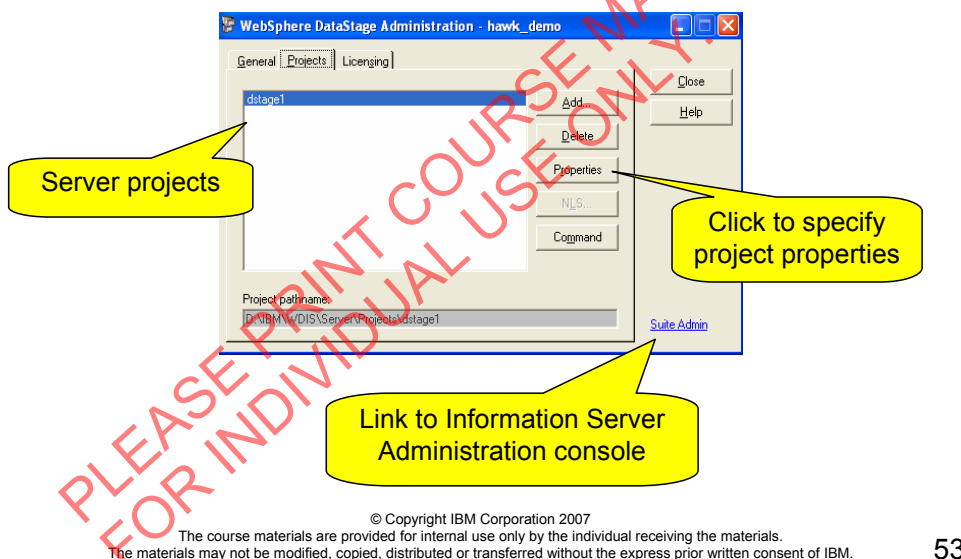 WebSphere DataStage Administration - hawk_demo
General
Projects
Licensing
dstage1
Add...
Delete
Properties
NLS...
Command
Close
Help
Server projects
Click to specify
project properties
Project pathname:
D:\IBM\WDIS\Server\Projects\dstage1
Suite Admin
Link to Information Server
Administration console
PLEASE PRINT COURSE MA
FOR INDIVIDUAL USE ONLY.
© Copyright IBM Corporation 2007
The course materials are provided for internal use only by the individual receiving the materials.
The materials may not be modified, copied, distributed or transferred without the express prior written consent of IBM.
53